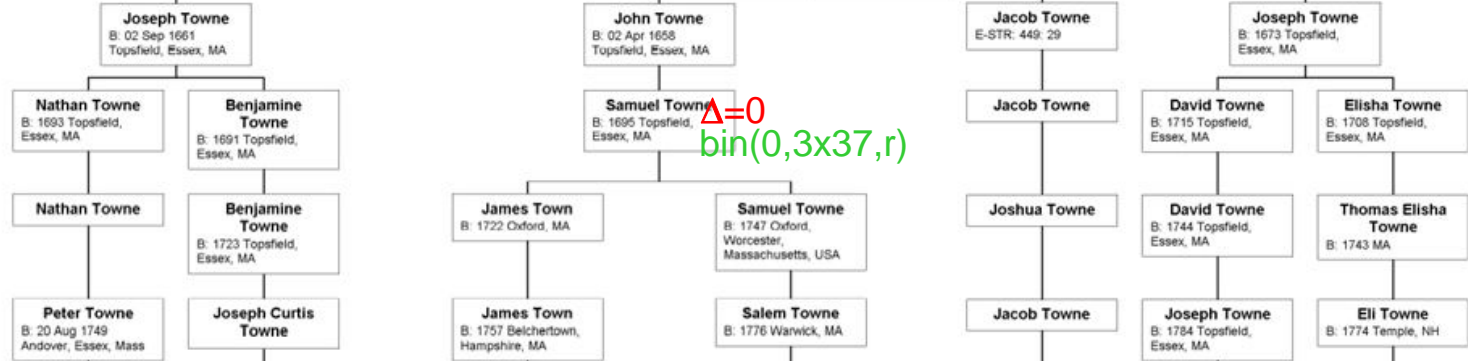 Joseph Towne
B: 02 Sep 1661
Topsfield, Essex, MA
John Towne
B: 02 Apr 1658
Topsfield, Essex, MA
Jacob Towne
E-STR: 449: 29
Joseph Towne
B: 1673 Topsfield,
Essex, MA
Nathan Towne
B: 1693 Topsfield,
Essex, MA
Benjamine
Towne
B: 1691 Topsfield,
Essex, MA
Samuel Towne
B: 1695 Topsfield,
Essex, MA
Δ=0
bin(0,3x37,r)
Jacob Towne
David Towne
B: 1715 Topsfield,
Essex, MA
Elisha Towne
B: 1708 Topsfield,
Essex, MA
Nathan Towne
Benjamine
Towne
B: 1723 Topsfield,
Essex, MA
James Town
B: 1722 Oxford, MA
Samuel Towne
B: 1747 Oxford,
Worcester,
Massachusetts, USA
Joshua Towne
David Towne
B: 1744 Topsfield,
Essex, MA
Thomas Elisha
Towne
B: 1743 MA
Peter Towne
B: 20 Aug 1749
Andover, Essex, Mass
Joseph Curtis
Towne
James Town
B: 1757 Belchertown,
Hampshire, MA
Salem Towne
B: 1776 Warwick, MA
Jacob Towne
Joseph Towne
B: 1784 Topsfield,
Essex, MA
Eli Towne
B: 1774 Temple, NH